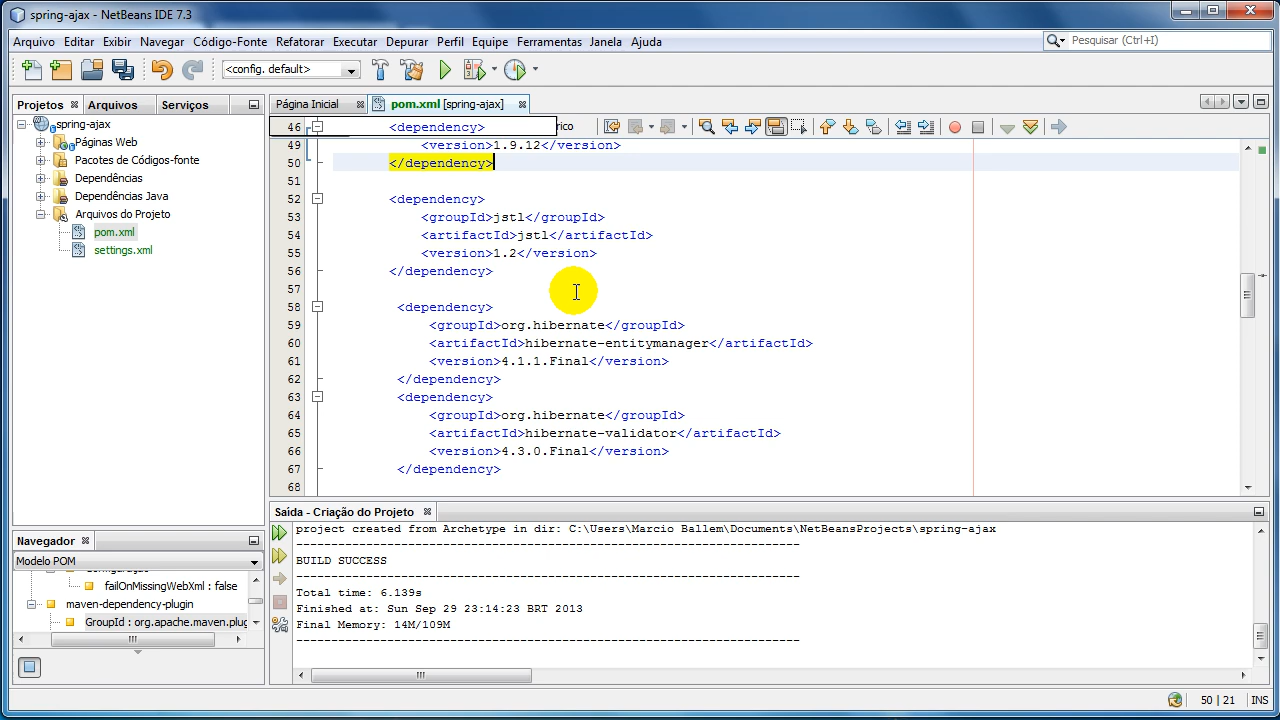 spring-ajax - NetBeans IDE 7.3
Arquivo Editar Exibir Navegar Código-Fonte Refatorar Executar Depurar Perfil Equipe Ferramentas Janela Ajuda
Pesquisar (Ctrl+I)
<config. default>
Projetos Arquivos Serviços
Página Inicial pom.xml [spring-ajax]
spring-ajax
Páginas Web
Pacotes de Códigos-fonte
Dependências
Dependências Java
Arquivos do Projeto
pom.xml
settings.xml
46 <dependency>
49 <version>1.9.12</version>
50 </dependency>
51
52 <dependency>
53 <groupId>jstl</groupId>
54 <artifactId>jstl</artifactId>
55 <version>1.2</version>
56 </dependency>
57
58 <dependency>
59 <groupId>org.hibernate</groupId>
60 <artifactId>hibernate-entitymanager</artifactId>
61 <version>4.1.1.Final</version>
62 </dependency>
63 <dependency>
64 <groupId>org.hibernate</groupId>
65 <artifactId>hibernate-validator</artifactId>
66 <version>4.3.0.Final</version>
67 </dependency>
68
Navegador
Modelo POM
failOnMissingWebXml : false
maven-dependency-plugin
GroupId : org.apache.maven.plug
Saída - Criação do Projeto
project created from Archetype in dir: C:\Users\Marcio Ballem\Documents\NetBeansProjects\spring-ajax
------------------------------------------------------------------------
BUILD SUCCESS
------------------------------------------------------------------------
Total time: 6.139s
Finished at: Sun Sep 29 23:14:23 BRT 2013
Final Memory: 14M/109M
------------------------------------------------------------------------
50 | 21 INS